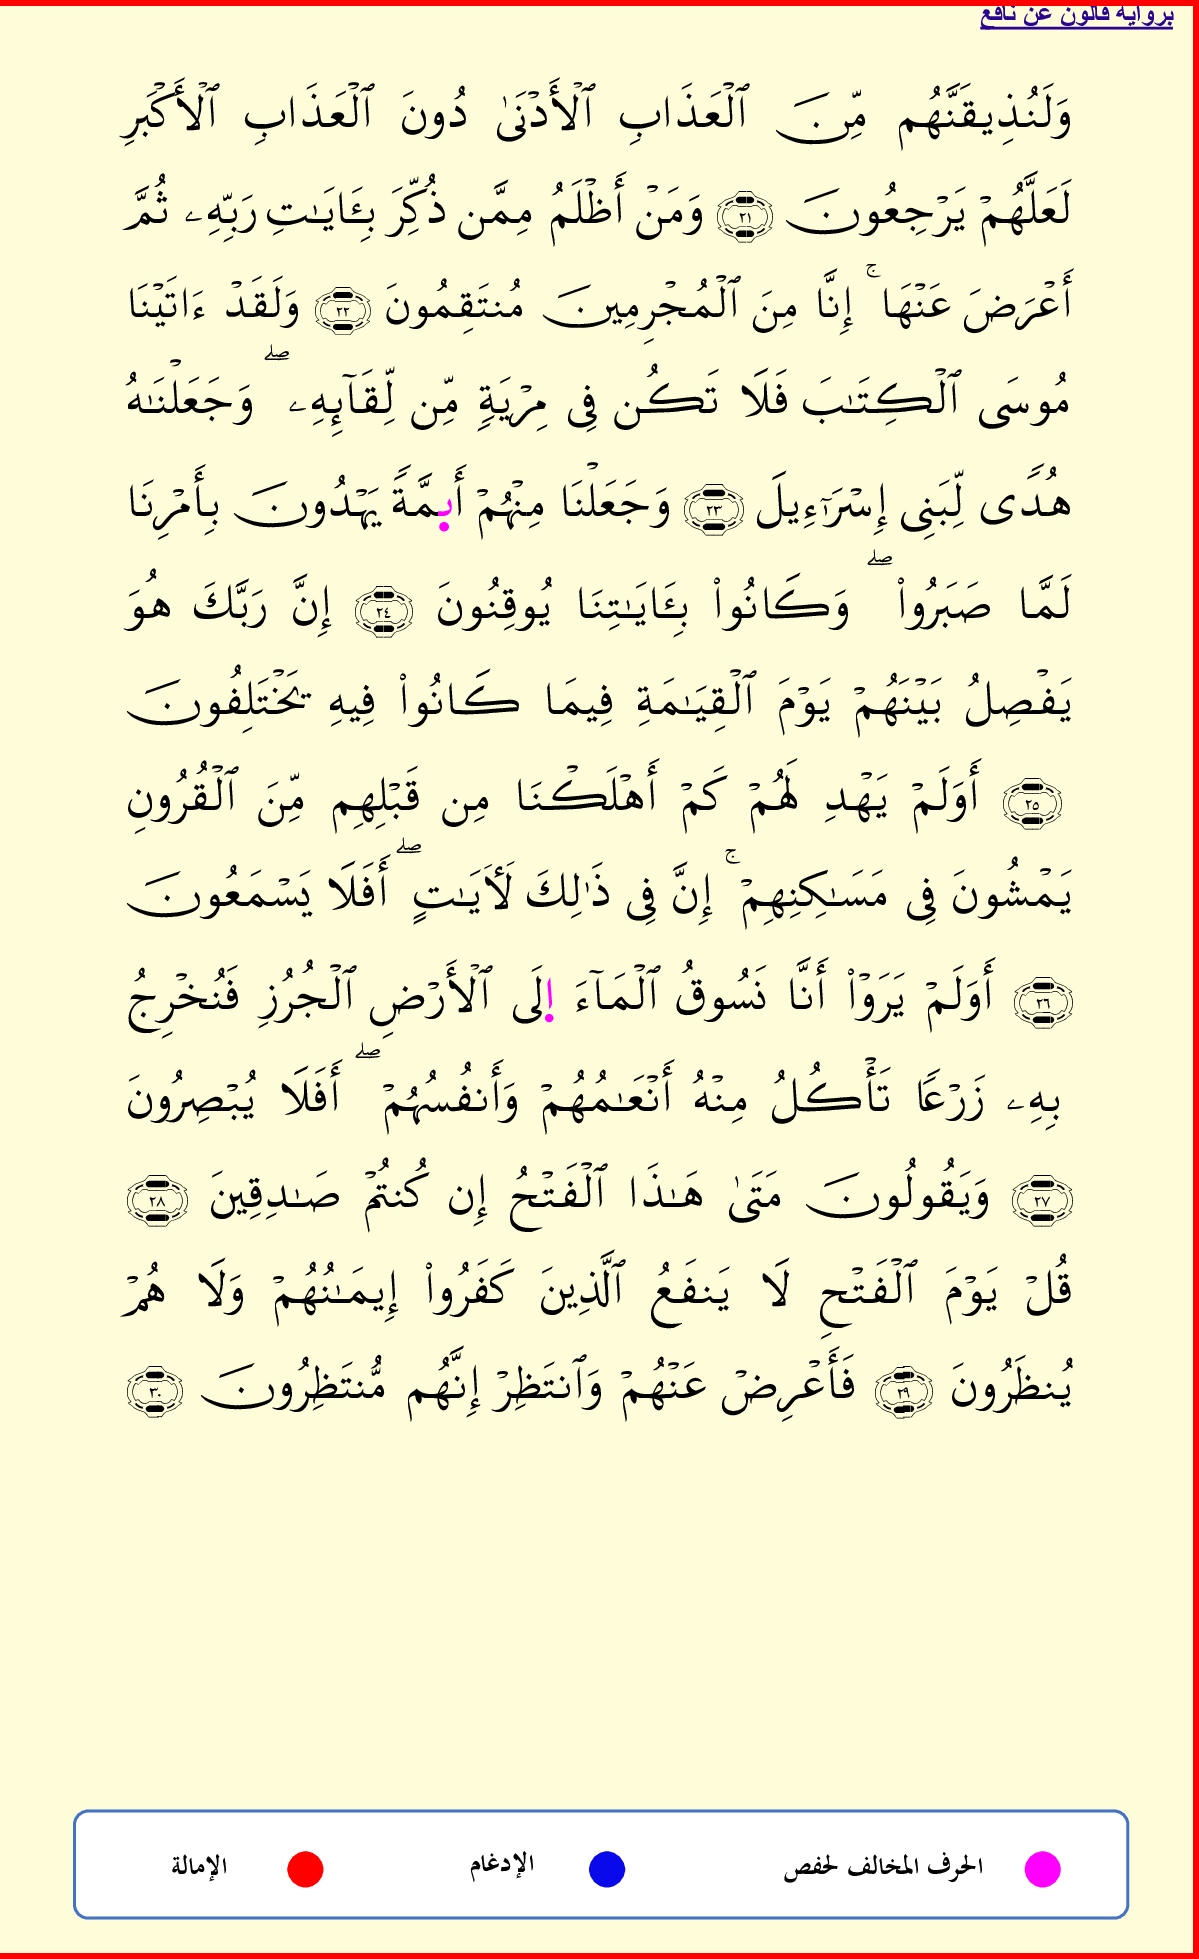 برواية قالون عن نافع
وَلَنُذِيقَنَّهُم مِّنَ ٱلْعَذَابِ ٱلْأَدْنَىٰ دُونَ ٱلْعَذَابِ ٱلْأَكْبَرِ
لَعَلَّهُمْ يَرْجِعُونَ ٢١ وَمَنْ أَظْلَمُ مِمَّن ذُكِّرَ بِـَٔايَـٰتِ رَبِّهِۦ ثُمَّ
أَعْرَضَ عَنْهَا ۚ إِنَّا مِنَ ٱلْمُجْرِمِينَ مُنتَقِمُونَ ٢٢ وَلَقَدْ ءَاتَيْنَا
مُوسَى ٱلْكِتَـٰبَ فَلَا تَكُن فِى مِرْيَةٍ مِّن لِّقَآئِهِۦ ۖ وَجَعَلْنَـٰهُ
هُدًى لِّبَنِى إِسْرَآءِيلَ ٢٣ وَجَعَلْنَا مِنْهُمْ أَىِٕمَّةً يَهْدُونَ بِأَمْرِنَا
لَمَّا صَبَرُوا۟ ۖ وَكَانُوا۟ بِـَٔايَـٰتِنَا يُوقِنُونَ ٢٤ إِنَّ رَبَّكَ هُوَ
يَفْصِلُ بَيْنَهُمْ يَوْمَ ٱلْقِيَـٰمَةِ فِيمَا كَانُوا۟ فِيهِ يَخْتَلِفُونَ
٢٥ أَوَلَمْ يَهْدِ لَهُمْ كَمْ أَهْلَكْنَا مِن قَبْلِهِم مِّنَ ٱلْقُرُونِ
يَمْشُونَ فِى مَسَـٰكِنِهِمْ ۚ إِنَّ فِى ذَٰلِكَ لَأَيَـٰتٍ ۖ أَفَلَا يَسْمَعُونَ
٢٦ أَوَلَمْ يَرَوْا۟ أَنَّا نَسُوقُ ٱلْمَآءَ إِلَى ٱلْأَرْضِ ٱلْجُرُزِ فَنُخْرِجُ
بِهِۦ زَرْعًا تَأْكُلُ مِنْهُ أَنْعَـٰمُهُمْ وَأَنفُسُهُمْ ۖ أَفَلَا يُبْصِرُونَ
٢٧ وَيَقُولُونَ مَتَىٰ هَـٰذَا ٱلْفَتْحُ إِن كُنتُمْ صَـٰدِقِينَ ٢٨
قُلْ يَوْمَ ٱلْفَتْحِ لَا يَنفَعُ ٱلَّذِينَ كَفَرُوا۟ إِيمَـٰنُهُمْ وَلَا هُمْ
يُنظَرُونَ ٢٩ فَأَعْرِضْ عَنْهُمْ وَٱنتَظِرْ إِنَّهُم مُّنتَظِرُونَ ٣٠
الحرف المخالف لحفص الإدغام الإمالة